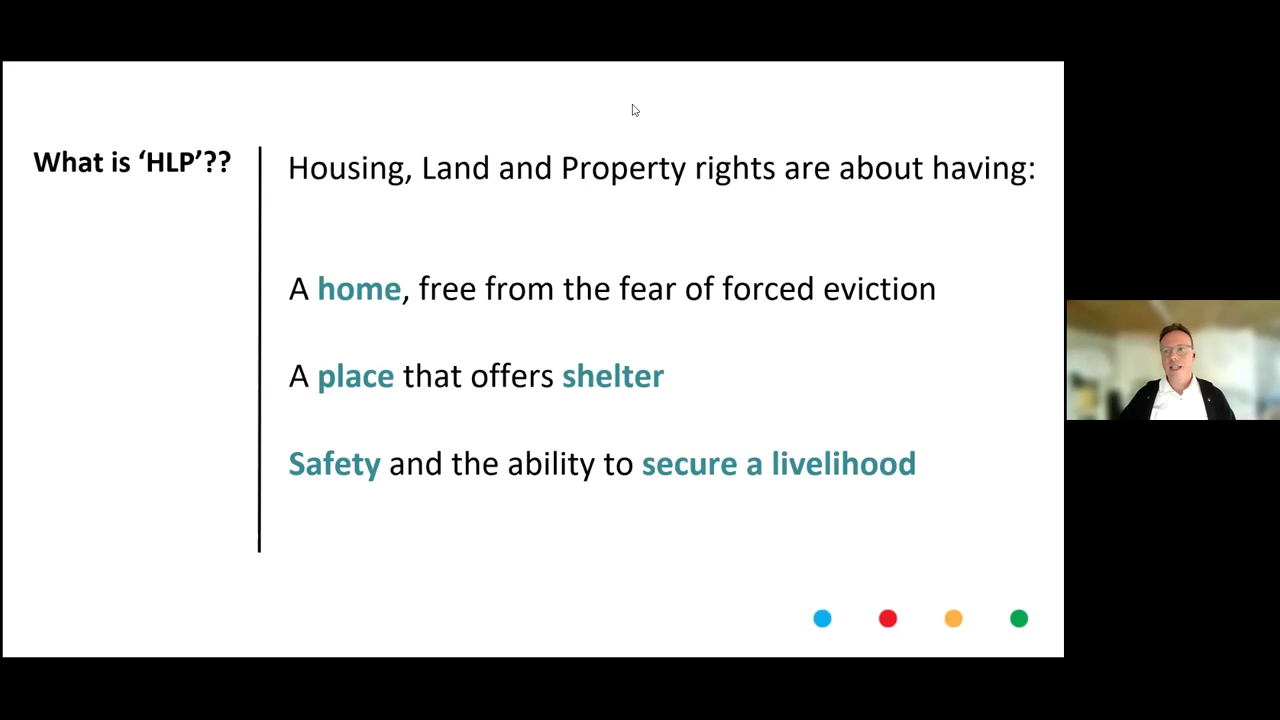 What is ‘HLP’??
Housing, Land and Property rights are about having:
A home, free from the fear of forced eviction
A place that offers shelter
Safety and the ability to secure a livelihood